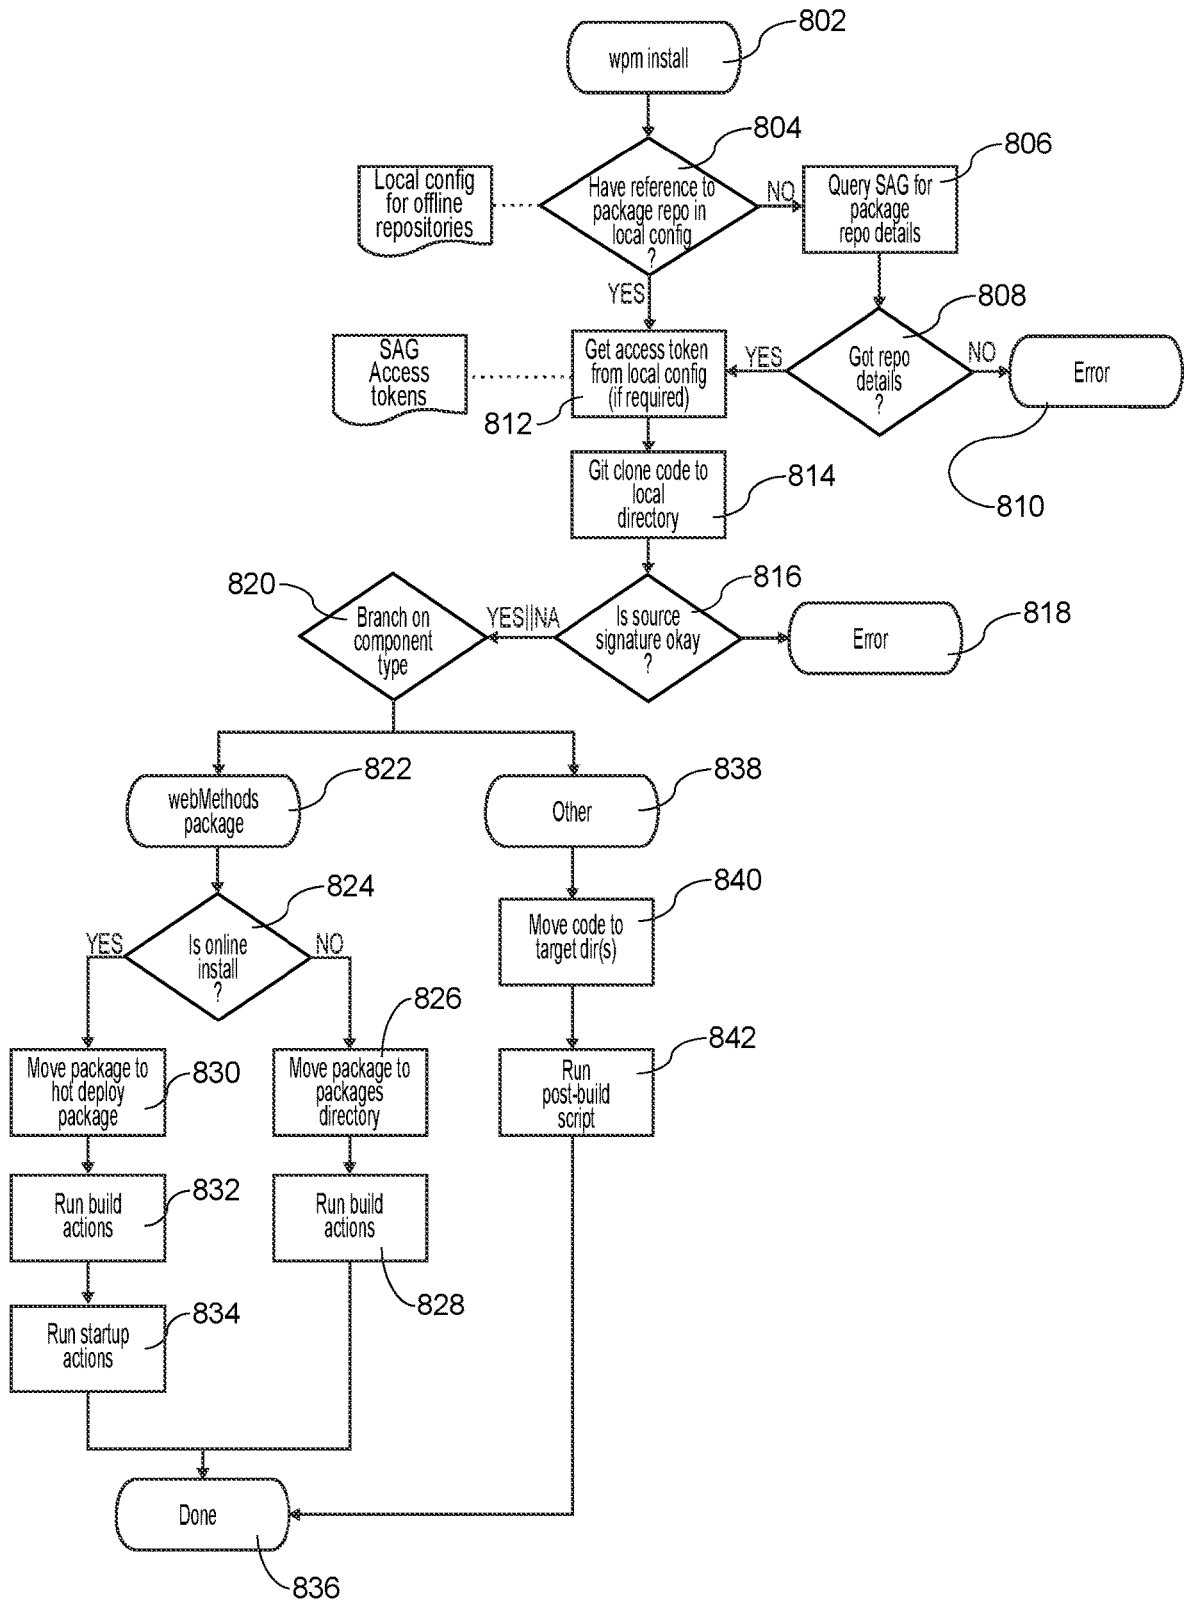 802
wpm install
804
Have reference to
package repo in
local config
?
Local config
for offline
repositories
NO
806
Query SAG for
package
repo details
YES
808
Got repo
details
?
YES
NO
Error
810
SAG
Access
tokens
Get access token
from local config
(if required)
812
Git clone code to
local
directory
814
816
Is source
signature okay
?
YES||NA
818
Error
820
Branch on
component
type
822
webMethods
package
838
Other
824
Is online
install
?
YES
NO
840
Move code to
target dir(s)
826
Move package to
hot deploy
package
830
Move package to
packages
directory
842
Run
post-build
script
Run build
actions
832
Run build
actions
828
Run startup
actions
834
Done
836